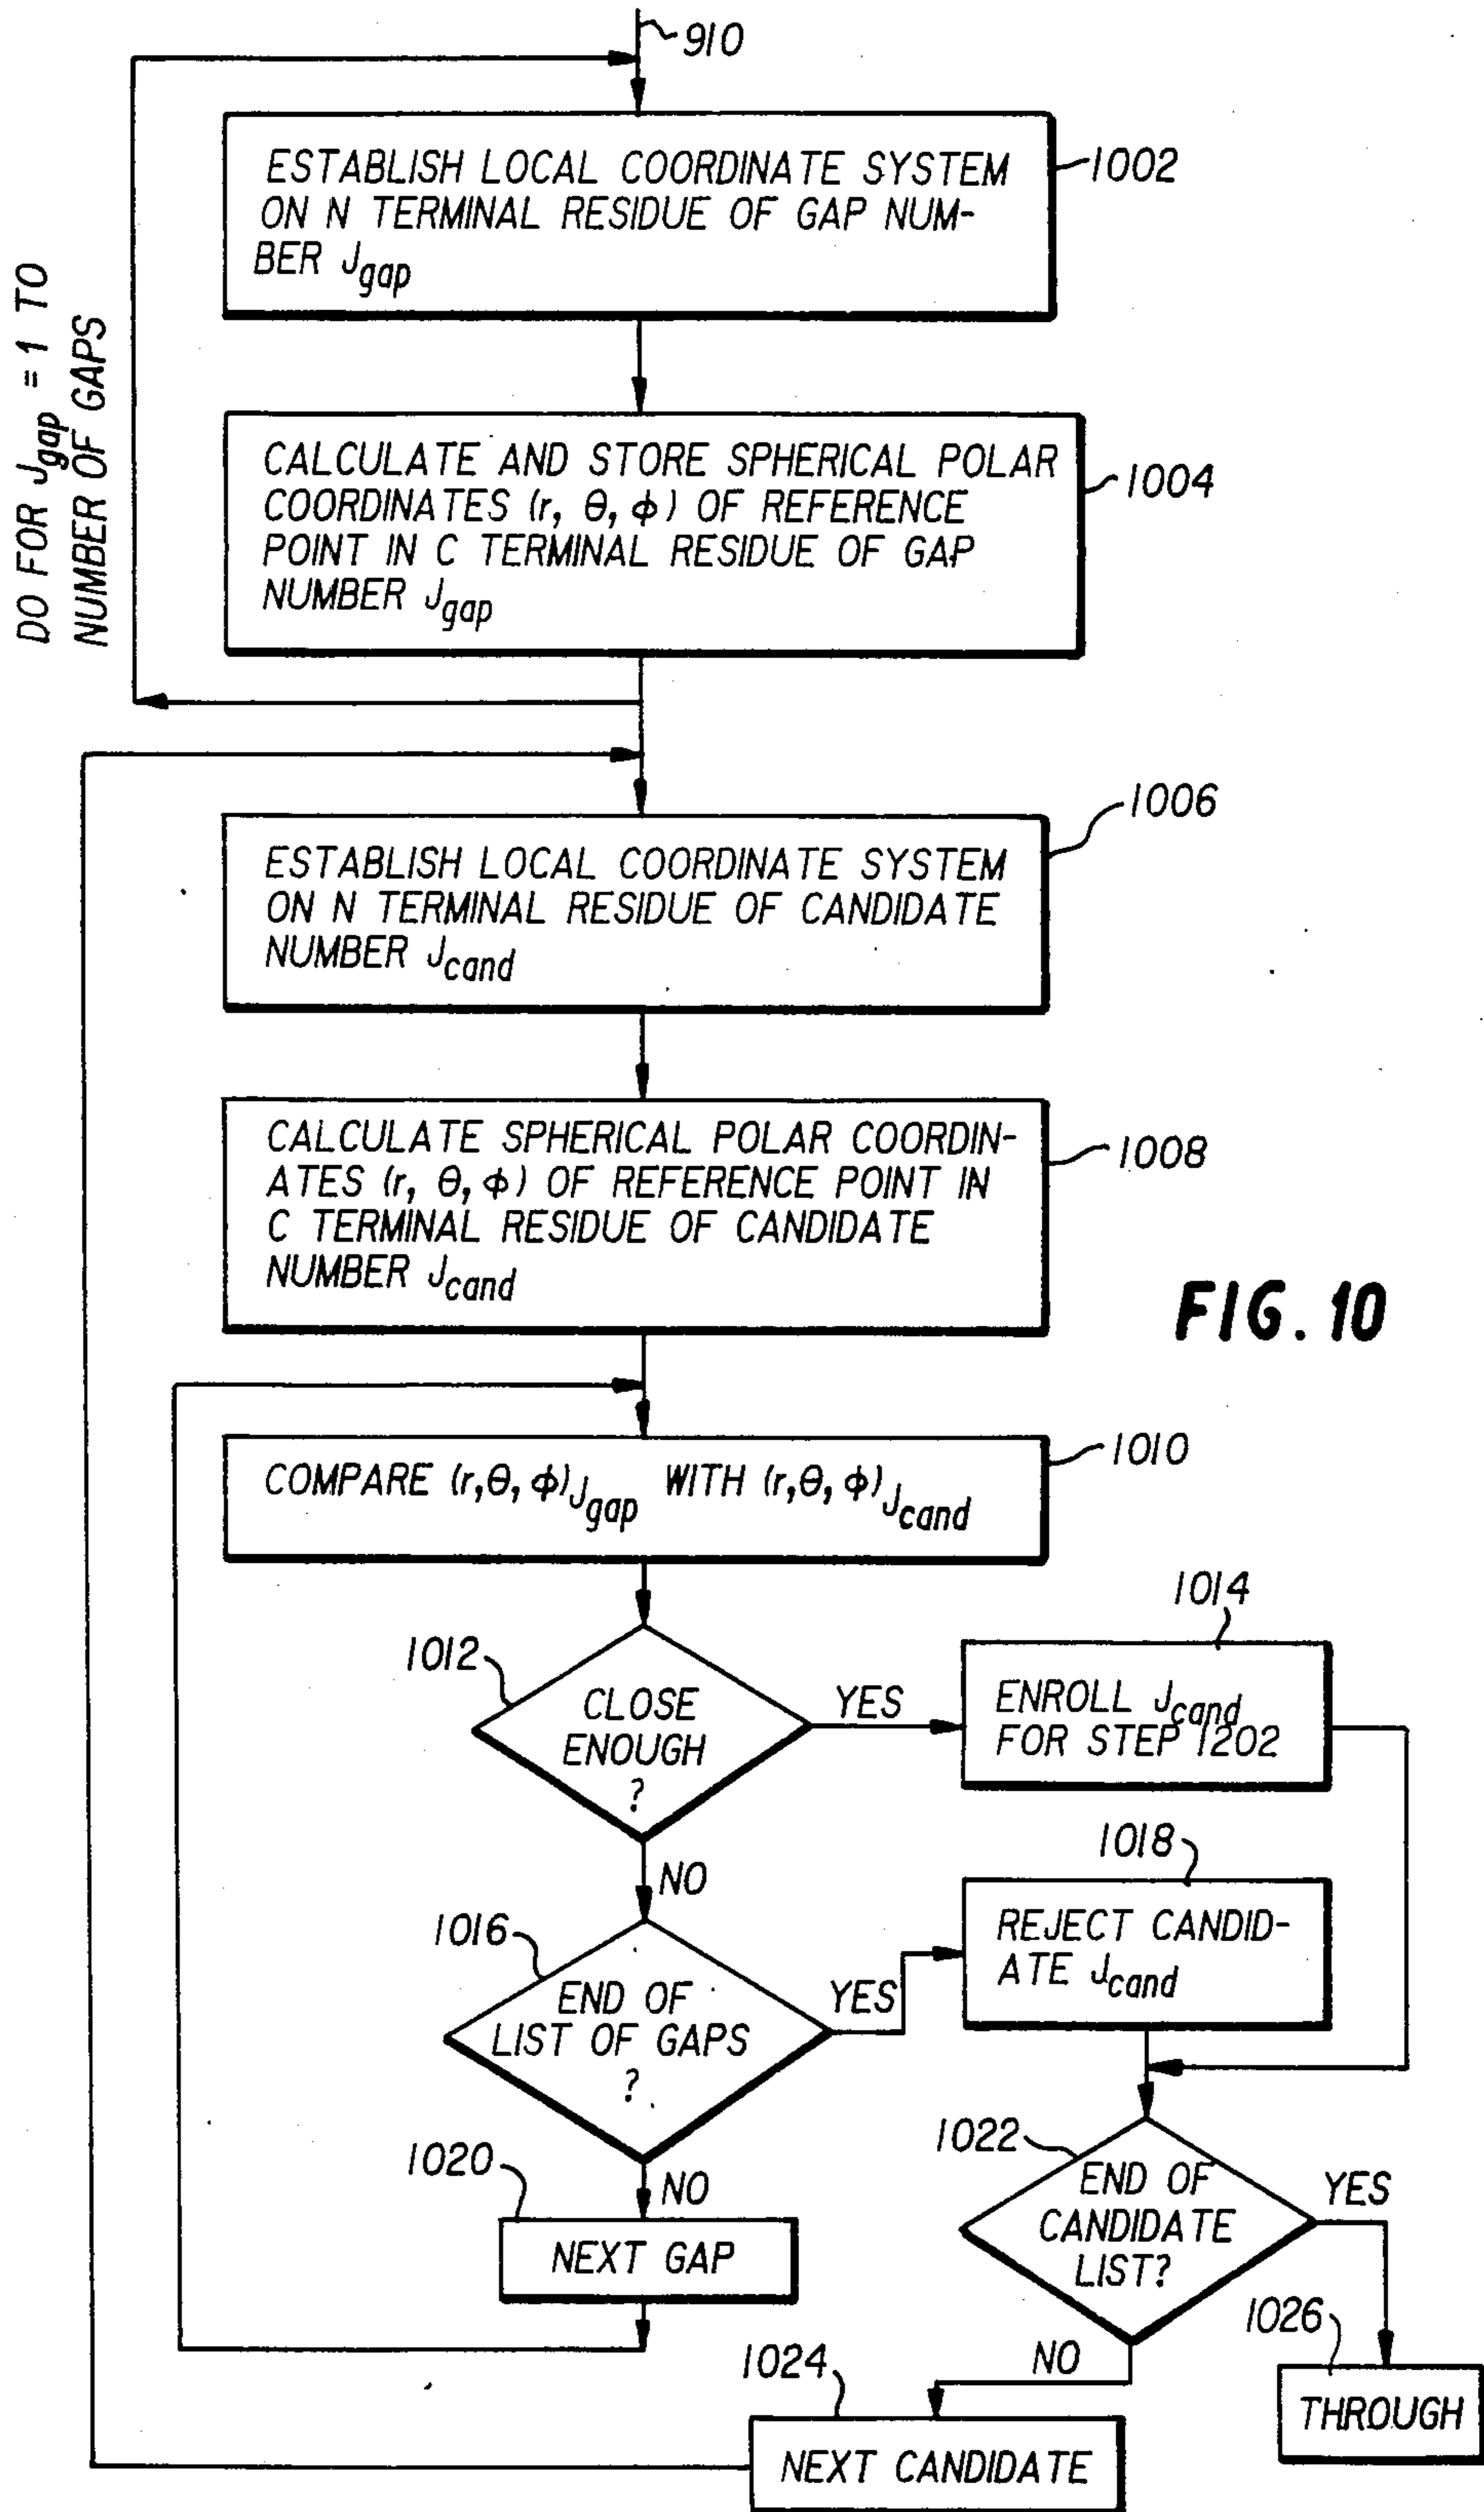 910
ESTABLISH LOCAL COORDINATE SYSTEM
ON N TERMINAL RESIDUE OF GAP NUM-
BER Jgap
1002
DO FOR Jgap = 1 TO
NUMBER OF GAPS
CALCULATE AND STORE SPHERICAL POLAR
COORDINATES (r, θ, ϕ) OF REFERENCE
POINT IN C TERMINAL RESIDUE OF GAP
NUMBER Jgap
1004
ESTABLISH LOCAL COORDINATE SYSTEM
ON N TERMINAL RESIDUE OF CANDIDATE
NUMBER Jcand
1006
CALCULATE SPHERICAL POLAR COORDIN-
ATES (r, θ, ϕ) OF REFERENCE POINT IN
C TERMINAL RESIDUE OF CANDIDATE
NUMBER Jcand
1008
FIG. 10
COMPARE (r,θ, ϕ)Jgap WITH (r,θ, ϕ)Jcand
1010
1012
CLOSE
ENOUGH
?
YES
NO
1014
ENROLL Jcand
FOR STEP 1202
1016
END OF
LIST OF GAPS
?
YES
NO
1018
REJECT CANDID-
ATE Jcand
1020
NEXT GAP
1022
END OF
CANDIDATE
LIST?
YES
NO
1024
NEXT CANDIDATE
1026
THROUGH